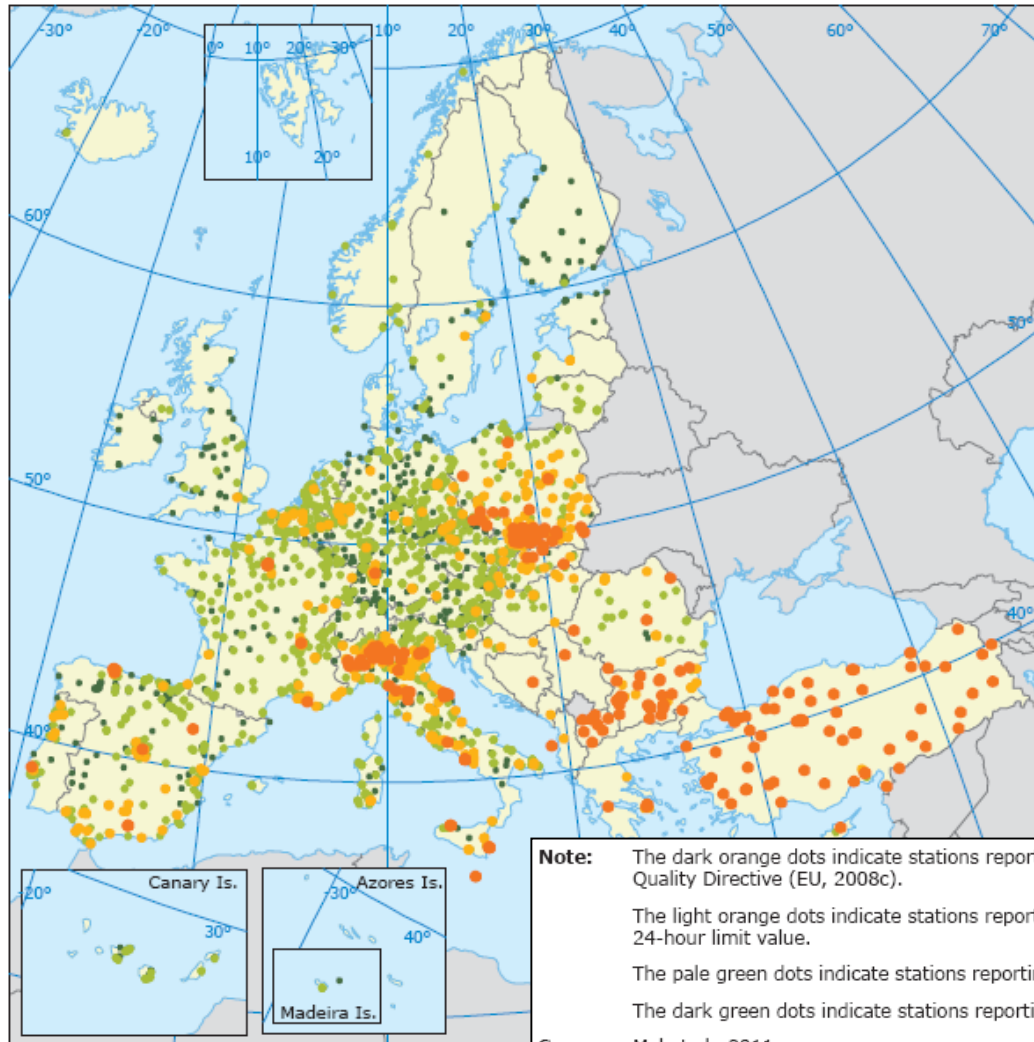 -30° -20° 0° 10° 20° 30° 10° 20° 30° 40° 50° 60° 70°
10° 20°
60°
50°
50°
40°
40°
Canary Is.
-20°
30°
Azores Is.
-30°
40°
Madeira Is.
Note: The dark orange dots indicate stations repor
Quality Directive (EU, 2008c).
The light orange dots indicate stations report
24-hour limit value.
The pale green dots indicate stations reportin
The dark green dots indicate stations reporti